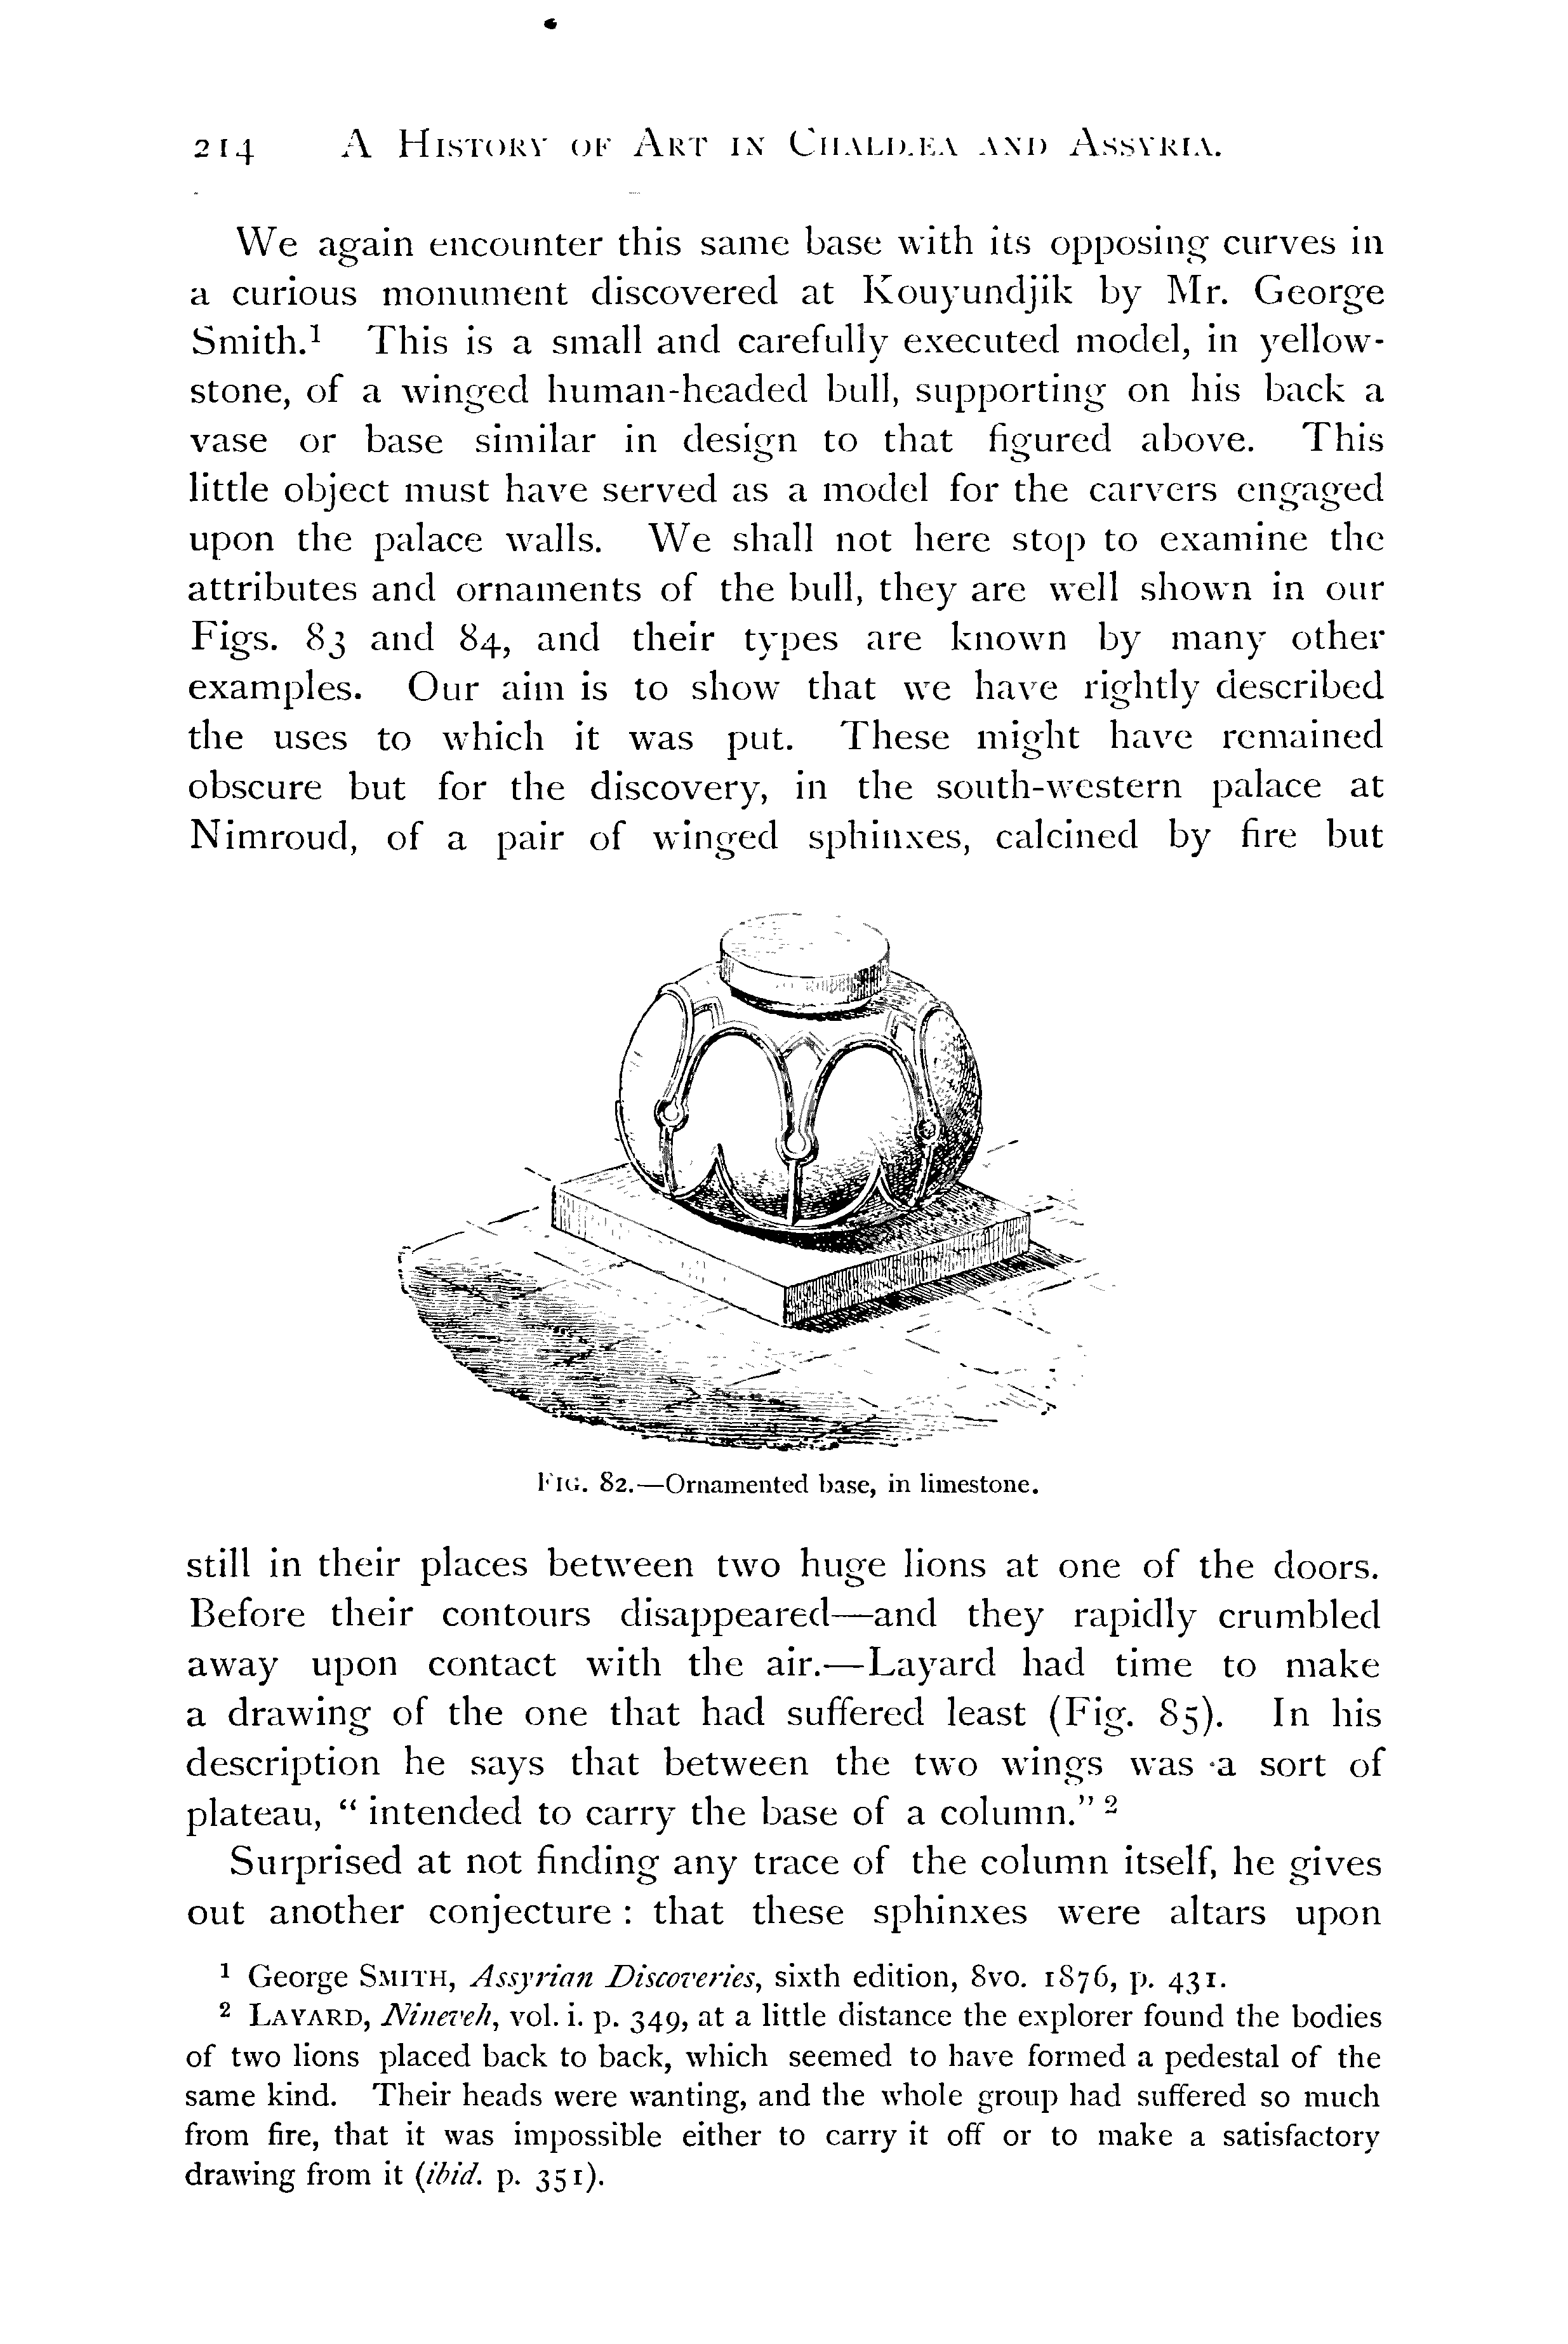 214 A History of Art in Chaldæa and Assyria.
We again encounter this same base with its opposing curves in
a curious monument discovered at Kouyundjik by Mr. George
Smith.¹ This is a small and carefully executed model, in yellow-
stone, of a winged human-headed bull, supporting on his back a
vase or base similar in design to that figured above. This
little object must have served as a model for the carvers engaged
upon the palace walls. We shall not here stop to examine the
attributes and ornaments of the bull, they are well shown in our
Figs. 83 and 84, and their types are known by many other
examples. Our aim is to show that we have rightly described
the uses to which it was put. These might have remained
obscure but for the discovery, in the south-western palace at
Nimroud, of a pair of winged sphinxes, calcined by fire but
Fig. 82.—Ornamented base, in limestone.
still in their places between two huge lions at one of the doors.
Before their contours disappeared—and they rapidly crumbled
away upon contact with the air.—Layard had time to make
a drawing of the one that had suffered least (Fig. 85). In his
description he says that between the two wings was a sort of
plateau, “intended to carry the base of a column.” ²
Surprised at not finding any trace of the column itself, he gives
out another conjecture : that these sphinxes were altars upon
¹ George Smith, Assyrian Discoveries, sixth edition, 8vo. 1876, p. 431.
² Layard, Nineveh, vol. i. p. 349, at a little distance the explorer found the bodies
of two lions placed back to back, which seemed to have formed a pedestal of the
same kind. Their heads were wanting, and the whole group had suffered so much
from fire, that it was impossible either to carry it off or to make a satisfactory
drawing from it (ibid. p. 351).